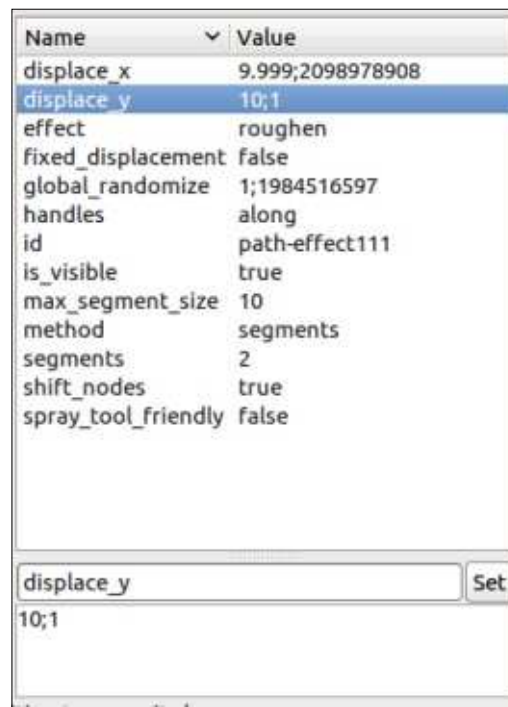 Name Value
displace_x 9.999;2098978908
displace_y 10;1
effect roughen
fixed_displacement false
global_randomize 1;1984516597
handles along
id path-effect111
is_visible true
max_segment_size 10
method segments
segments 2
shift_nodes true
spray_tool_friendly false
displace_y Set
10;1